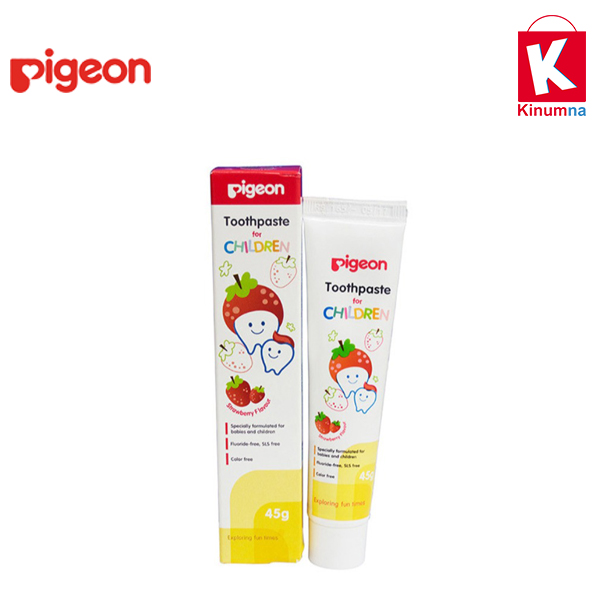 pigeon
K
Kinumna
pigeon
Toothpaste
for
CHILDREN
Strawberry Flavour
Specially formulated for
babies and children
Fluoride-free, SLS free
Color free
45g
Exploring fun times
pigeon
Toothpaste
for
CHILDREN
Strawberry Flavour
Specially formulated for
babies and children
Fluoride-free, SLS free
Color free
45g
Exploring fun times